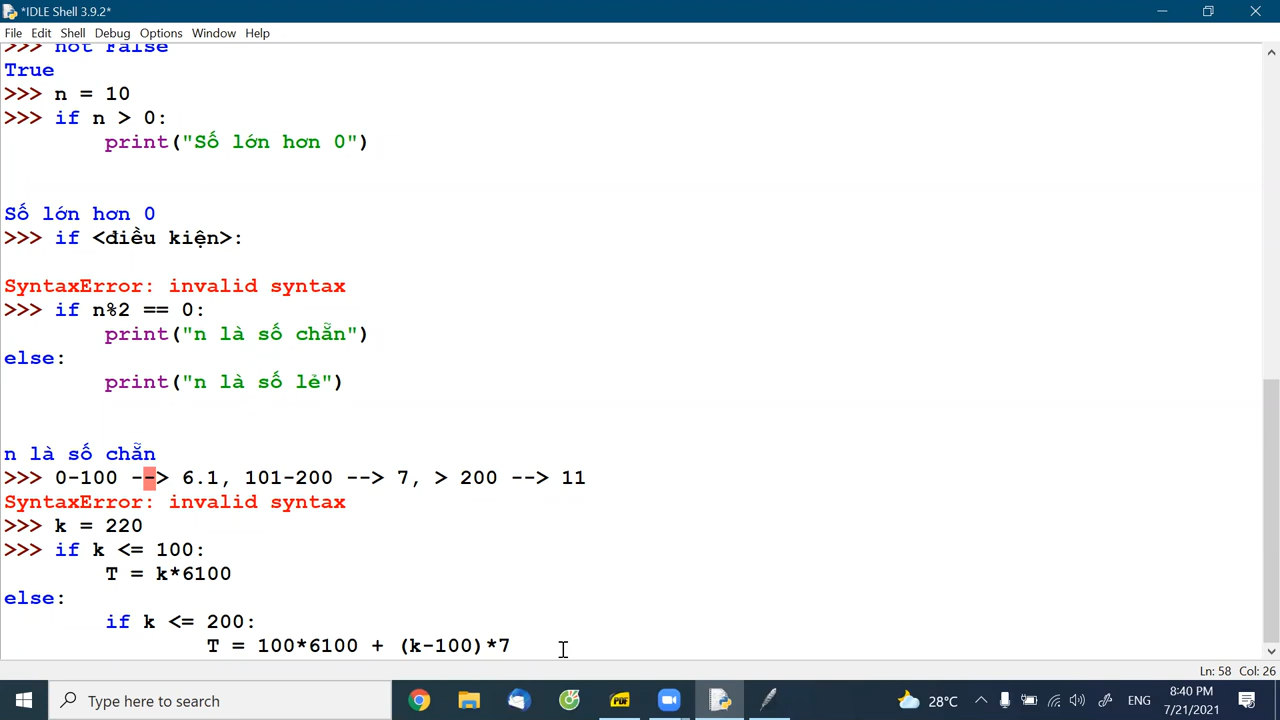 *IDLE Shell 3.9.2*
File Edit Shell Debug Options Window Help
>>> not False
True
>>> n = 10
>>> if n > 0:
print("Số lớn hơn 0")
Số lớn hơn 0
>>> if <điều kiện>:
SyntaxError: invalid syntax
>>> if n%2 == 0:
print("n là số chẵn")
else:
print("n là số lẻ")
n là số chẵn
>>> 0-100 --> 6.1, 101-200 --> 7, > 200 --> 11
SyntaxError: invalid syntax
>>> k = 220
>>> if k <= 100:
T = k*6100
else:
if k <= 200:
T = 100*6100 + (k-100)*7
Ln: 58 Col: 26
Type here to search
PDF
28°C
ENG
8:40 PM
7/21/2021